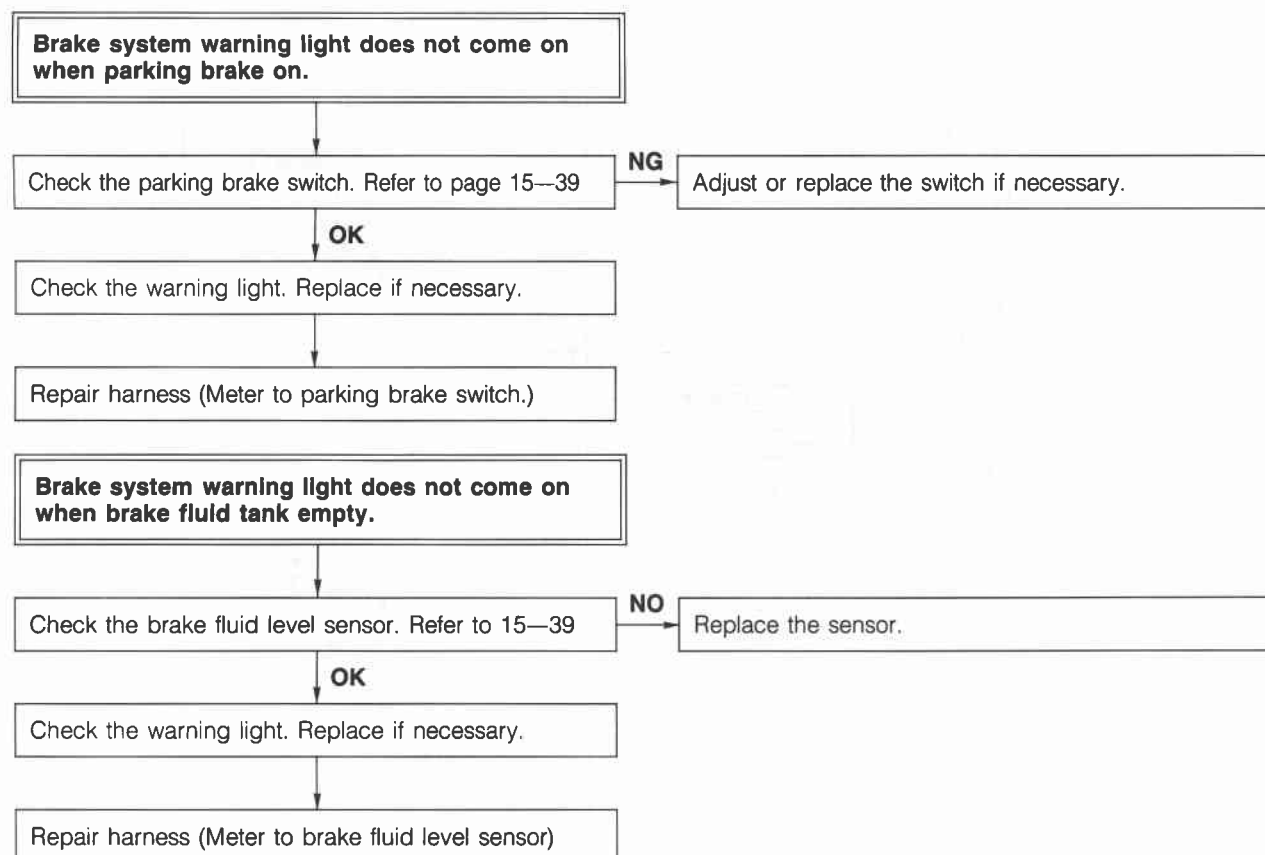 Brake system warning light does not come on
when parking brake on.
Check the parking brake switch. Refer to page 15—39
NG
Adjust or replace the switch if necessary.
OK
Check the warning light. Replace if necessary.
Repair harness (Meter to parking brake switch.)
Brake system warning light does not come on
when brake fluid tank empty.
Check the brake fluid level sensor. Refer to 15—39
NO
Replace the sensor.
OK
Check the warning light. Replace if necessary.
Repair harness (Meter to brake fluid level sensor)